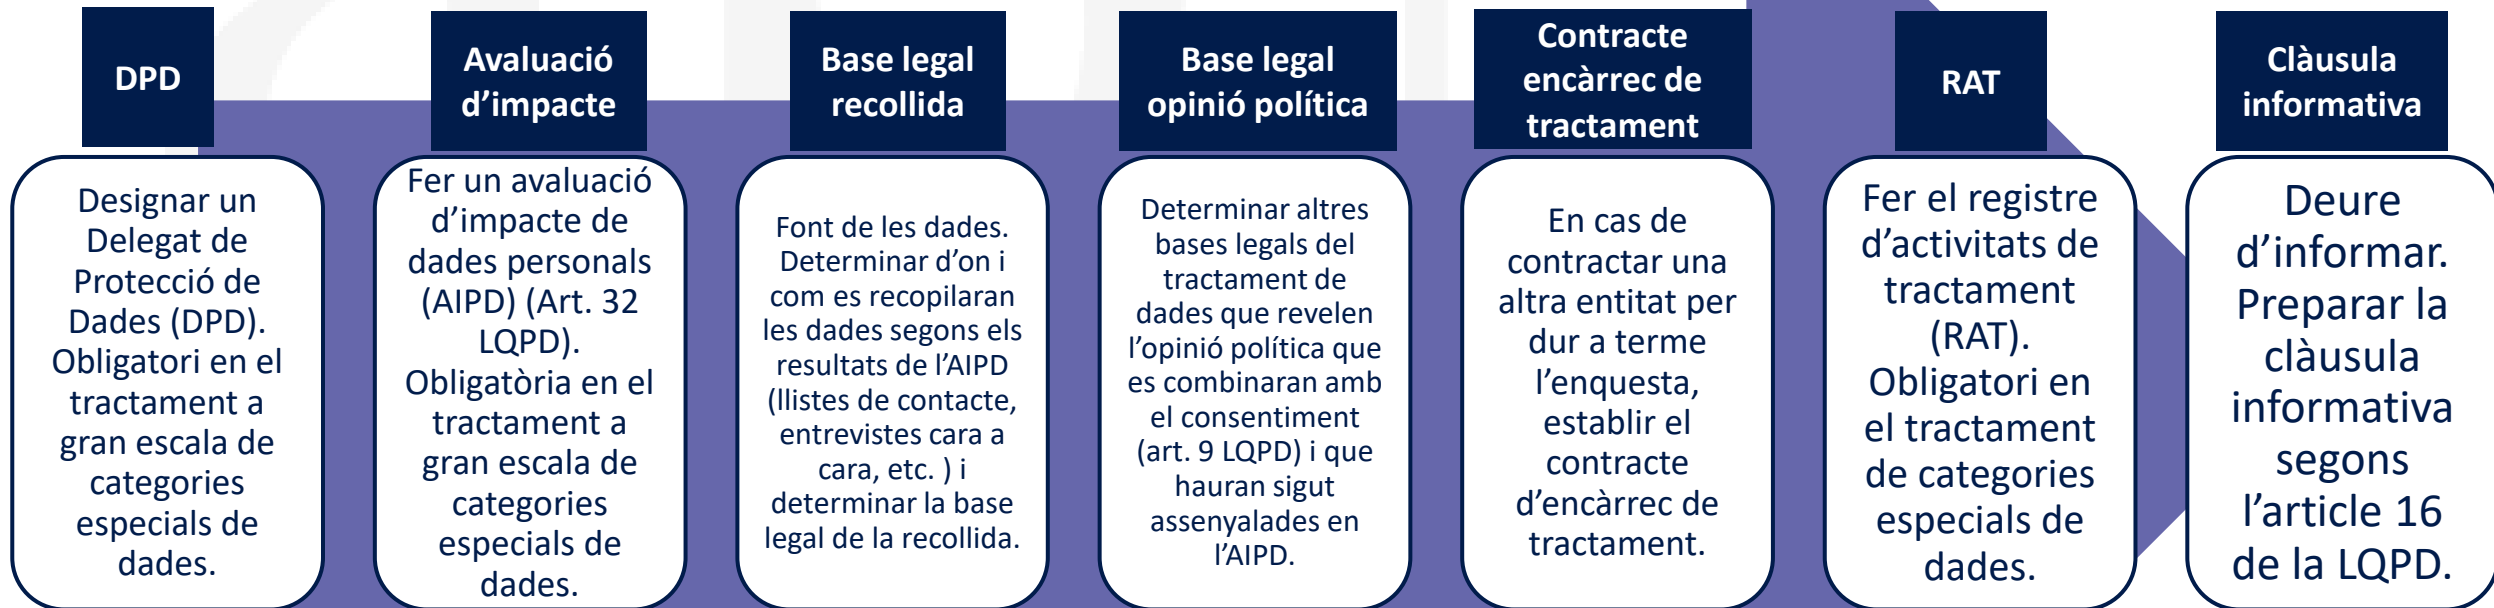 DPD
Designar un
Delegat de
Protecció de
Dades (DPD).
Obligatori en el
tractament a
gran escala de
categories
especials de
dades.
Avaluació
d’impacte
Fer un avaluació
d’impacte de
dades personals
(AIPD) (Art. 32
LQPD).
Obligatòria en el
tractament a
gran escala de
categories
especials de
dades.
Base legal
recollida
Font de les dades.
Determinar d’on i
com es recopilaran
les dades segons els
resultats de l’AIPD
(llistes de contacte,
entrevistes cara a
cara, etc. ) i
determinar la base
legal de la recollida.
Base legal
opinió política
Determinar altres
bases legals del
tractament de
dades que revelen
l’opinió política que
es combinaran amb
el consentiment
(art. 9 LQPD) i que
hauran sigut
assenyalades en
l’AIPD.
Contracte
encàrrec de
tractament
En cas de
contractar una
altra entitat per
dur a terme
l’enquesta,
establir el
contracte
d’encàrrec de
tractament.
RAT
Fer el registre
d’activitats de
tractament
(RAT).
Obligatori en
el tractament
de categories
especials de
dades.
Clàusula
informativa
Deure
d’informar.
Preparar la
clàusula
informativa
segons
l’article 16
de la LQPD.